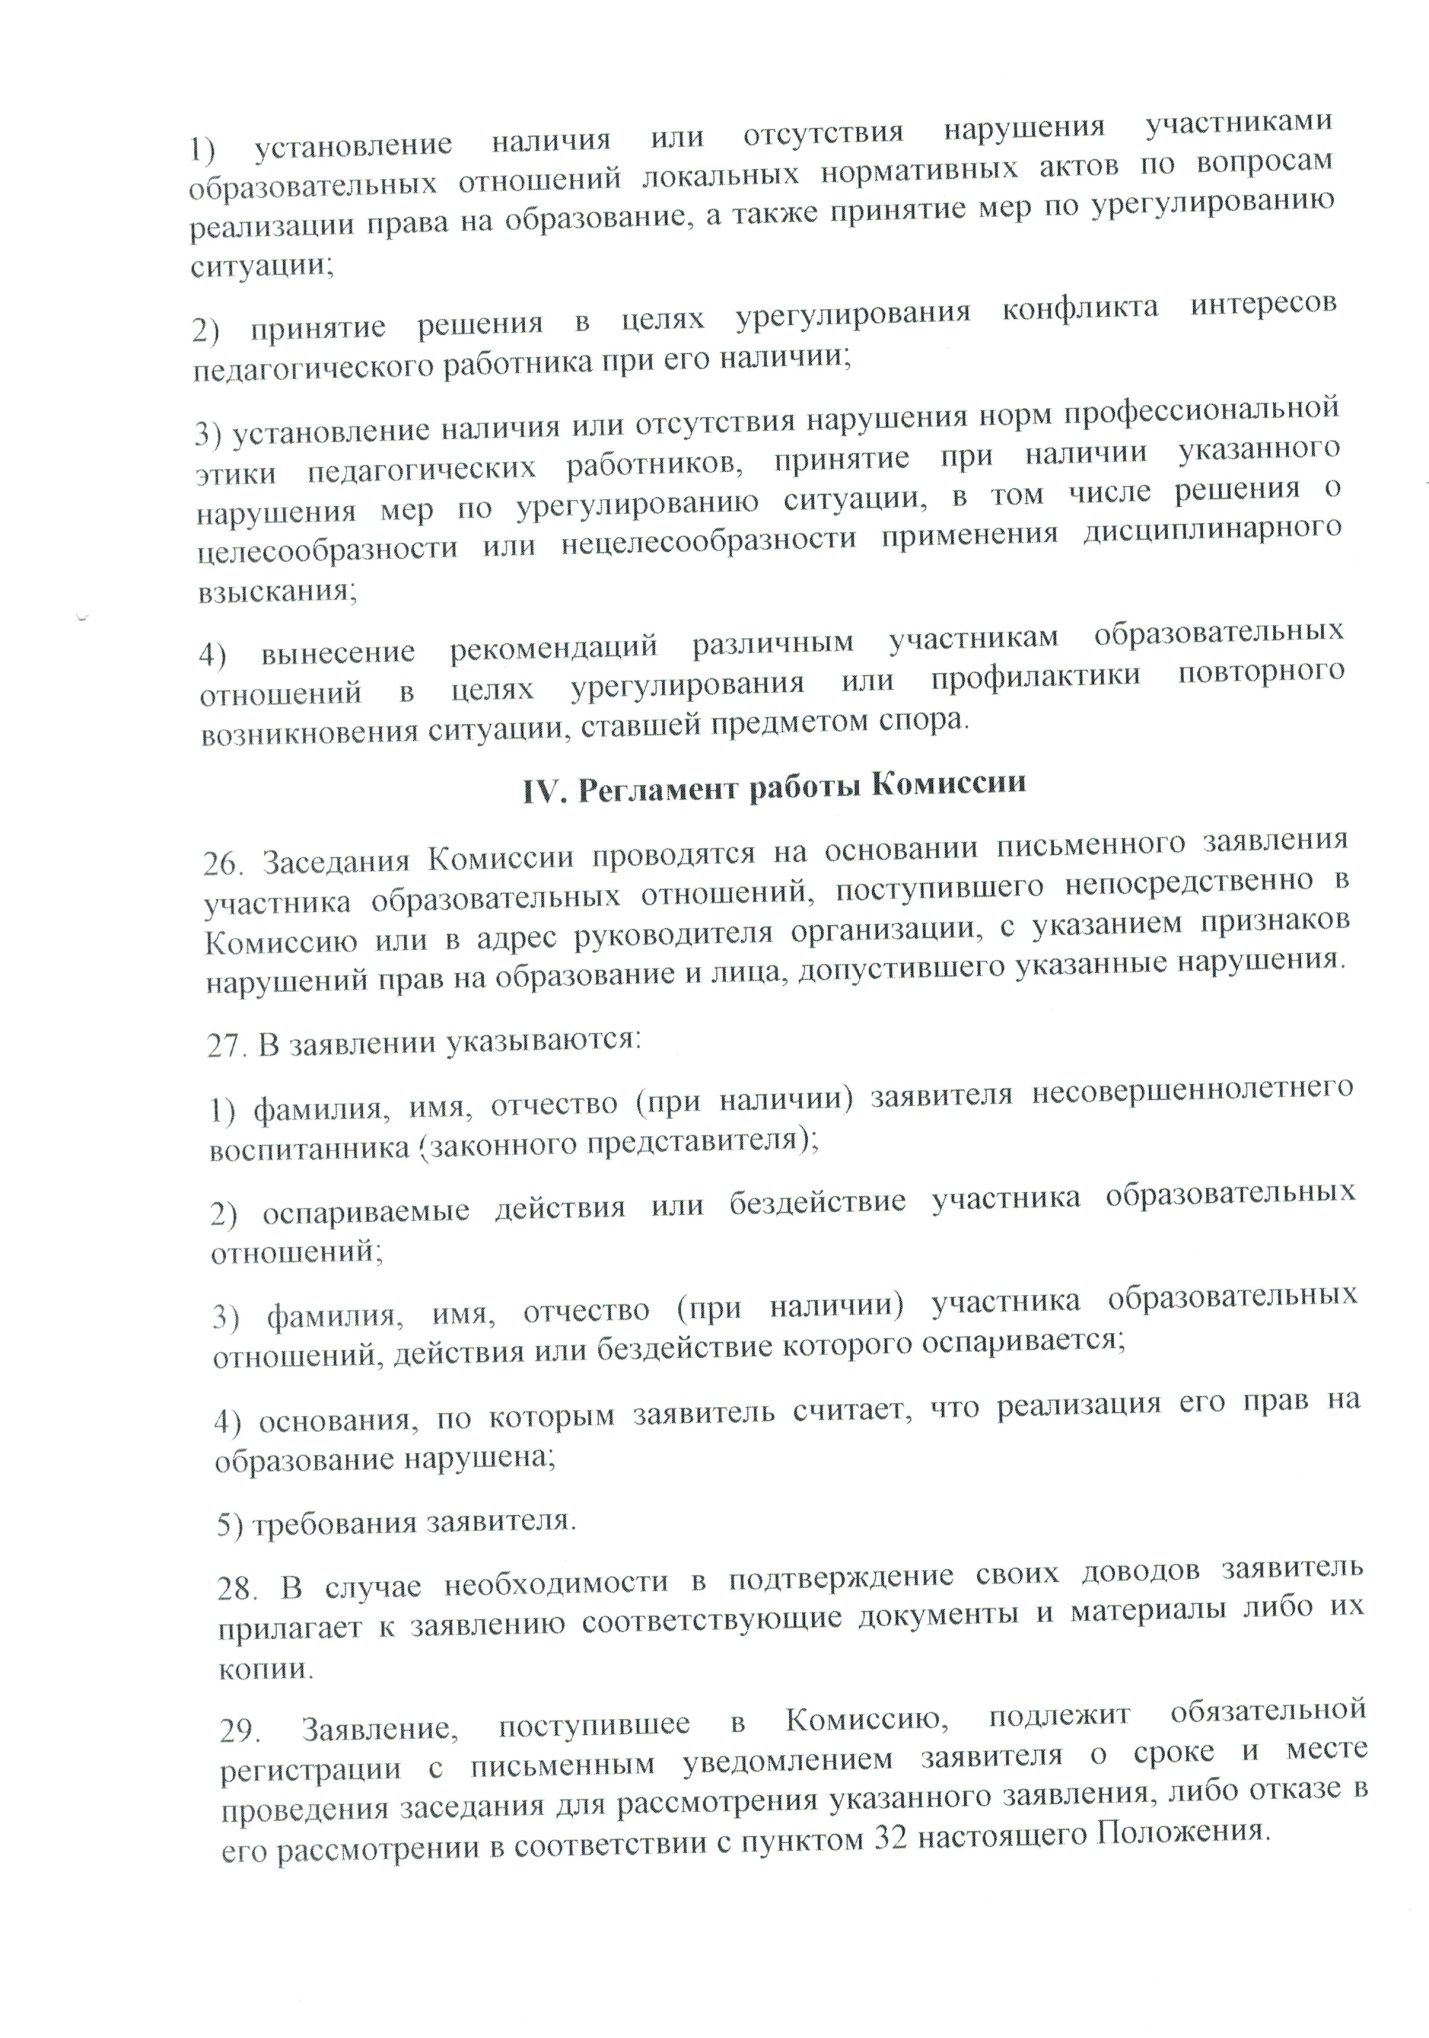 1) установление наличия или отсутствия нарушения участниками
образовательных отношений локальных нормативных актов по вопросам
реализации права на образование, а также принятие мер по урегулированию
ситуации;
2) принятие решения в целях урегулирования конфликта интересов
педагогического работника при его наличии;
3) установление наличия или отсутствия нарушения норм профессиональной
этики педагогических работников, принятие при наличии указанного
нарушения мер по урегулированию ситуации, в том числе решения о
целесообразности или нецелесообразности применения дисциплинарного
взыскания;
4) вынесение рекомендаций различным участникам образовательных
отношений в целях урегулирования или профилактики повторного
возникновения ситуации, ставшей предметом спора.
IV. Регламент работы Комиссии
26. Заседания Комиссии проводятся на основании письменного заявления
участника образовательных отношений, поступившего непосредственно в
Комиссию или в адрес руководителя организации, с указанием признаков
нарушений прав на образование и лица, допустившего указанные нарушения.
27. В заявлении указываются:
1) фамилия, имя, отчество (при наличии) заявителя несовершеннолетнего
воспитанника (законного представителя);
2) оспариваемые действия или бездействие участника образовательных
отношений;
3) фамилия, имя, отчество (при наличии) участника образовательных
отношений, действия или бездействие которого оспаривается;
4) основания, по которым заявитель считает, что реализация его прав на
образование нарушена;
5) требования заявителя.
28. В случае необходимости в подтверждение своих доводов заявитель
прилагает к заявлению соответствующие документы и материалы либо их
копии.
29. Заявление, поступившее в Комиссию, подлежит обязательной
регистрации с письменным уведомлением заявителя о сроке и месте
проведения заседания для рассмотрения указанного заявления, либо отказе в
его рассмотрении в соответствии с пунктом 32 настоящего Положения.